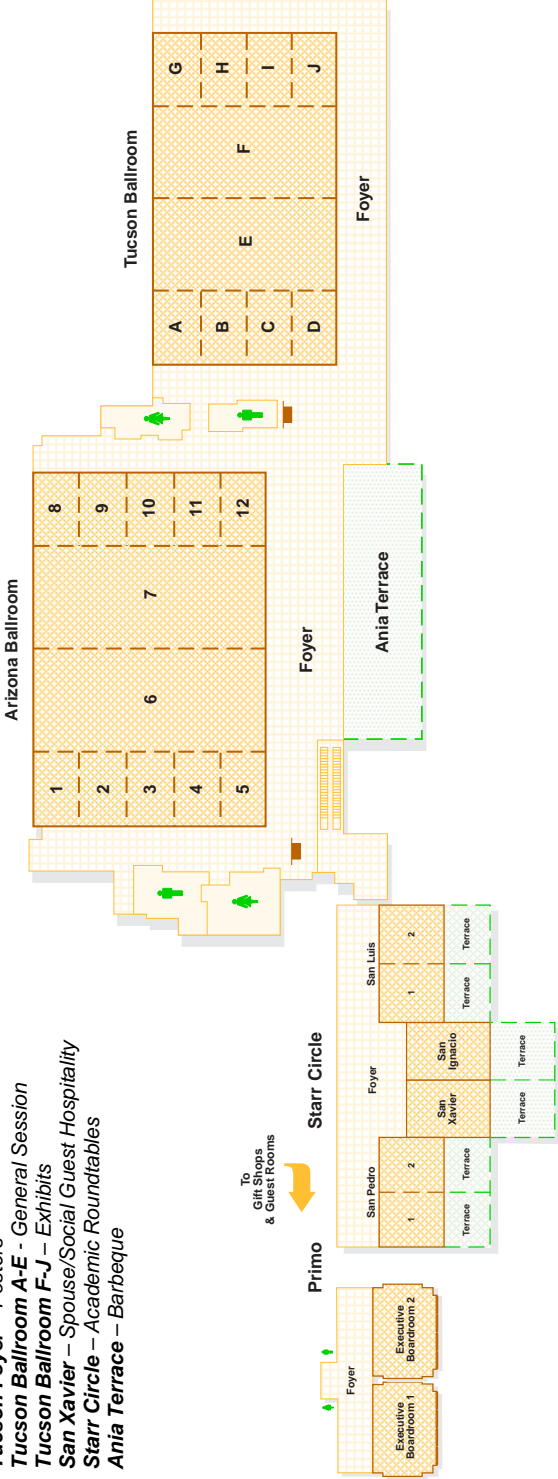 Tucson Ballroom A-E - General Session
Tucson Ballroom F-J – Exhibits
San Xavier – Spouse/Social Guest Hospitality
Starr Circle – Academic Roundtables
Ania Terrace – Barbeque
Primo
Foyer
Executive
Boardroom 1
Executive
Boardroom 2
To
Gift Shops
& Guest Rooms
Starr Circle
Foyer
San Pedro
1
2
San
Xavier
San
Ignacio
San Luis
1
2
Terrace
Terrace
Terrace
Terrace
Terrace
Terrace
Arizona Ballroom
1
2
3
4
5
6
7
8
9
10
11
12
Foyer
Ania Terrace
Tucson Ballroom
A
B
C
D
E
F
G
H
I
J
Foyer